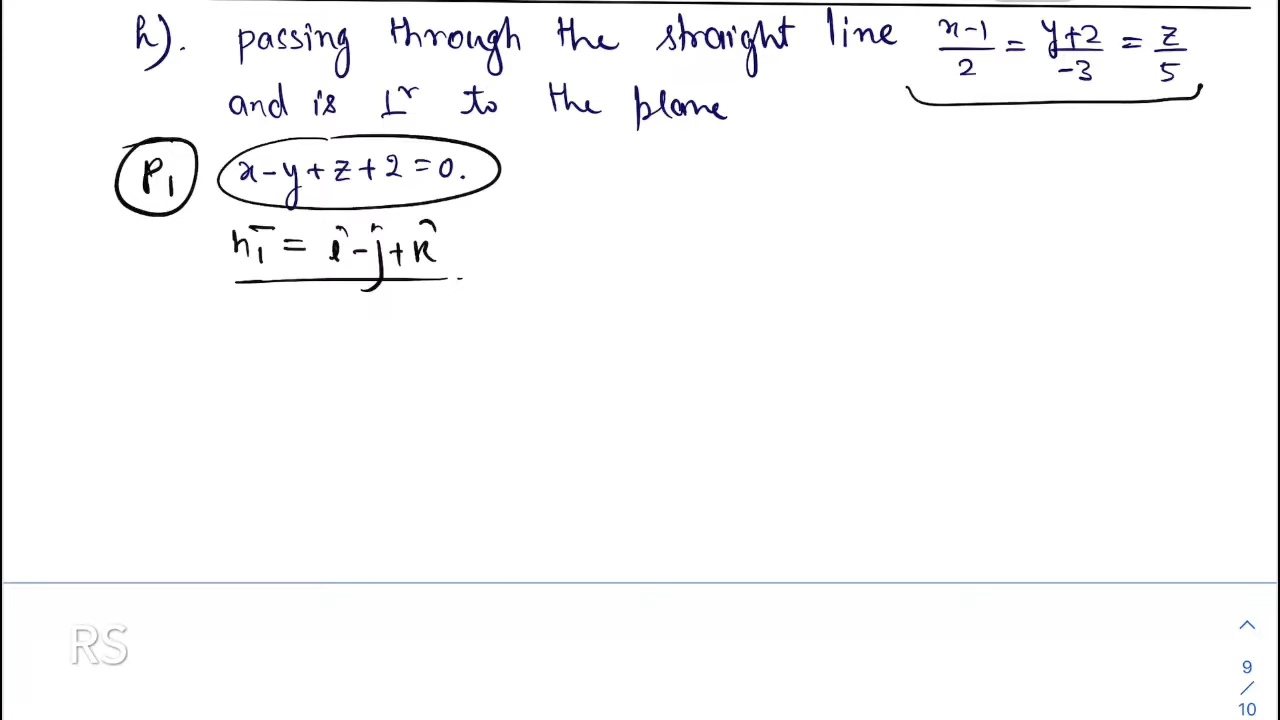 h). passing through the straight line x-1/2 = y+2/-3 = z/5
and is ⊥r to the plane
P1 x-y+z+2=0.
n̄1 = î-ĵ+k̂
RS
9
/
10